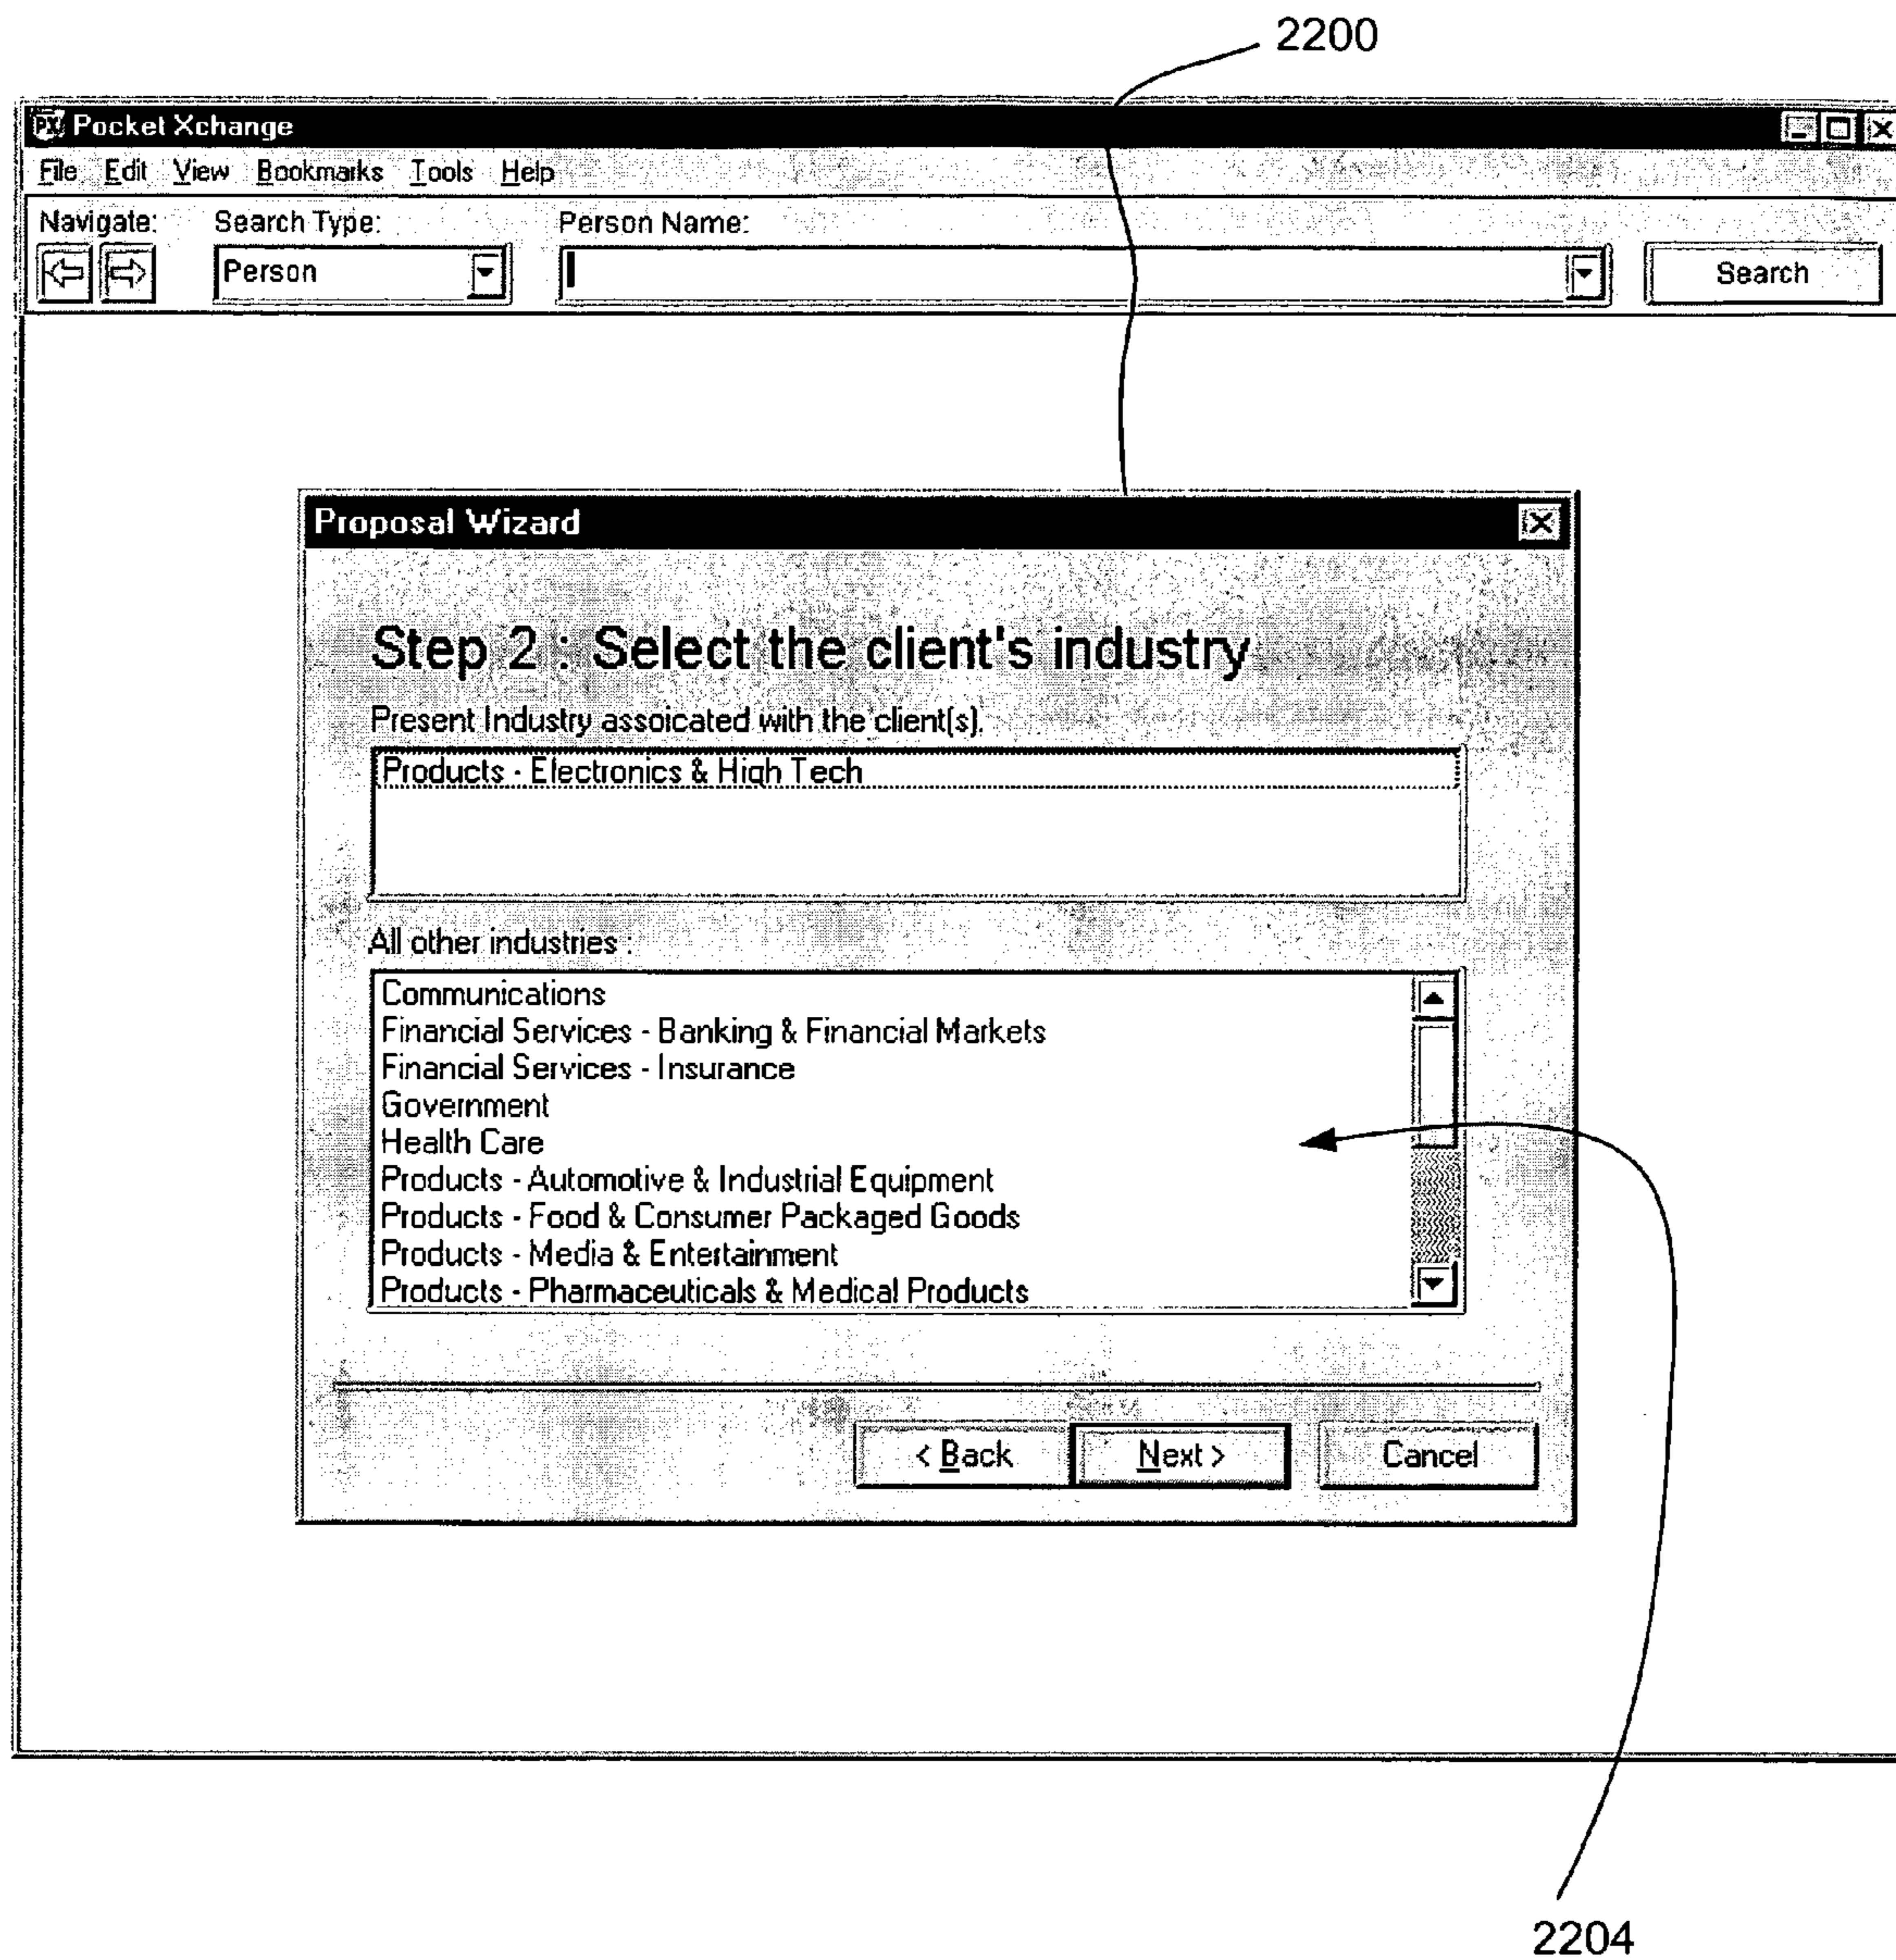 2200
PX Pocket Xchange
File Edit View Bookmarks Tools Help
Navigate: Search Type: Person Name:
Person Search
Proposal Wizard
Step 2 : Select the client's industry
Present Industry assoicated with the client(s).
Products - Electronics & High Tech
All other industries :
Communications
Financial Services - Banking & Financial Markets
Financial Services - Insurance
Government
Health Care
Products - Automotive & Industrial Equipment
Products - Food & Consumer Packaged Goods
Products - Media & Entertainment
Products - Pharmaceuticals & Medical Products
< Back Next > Cancel
2204